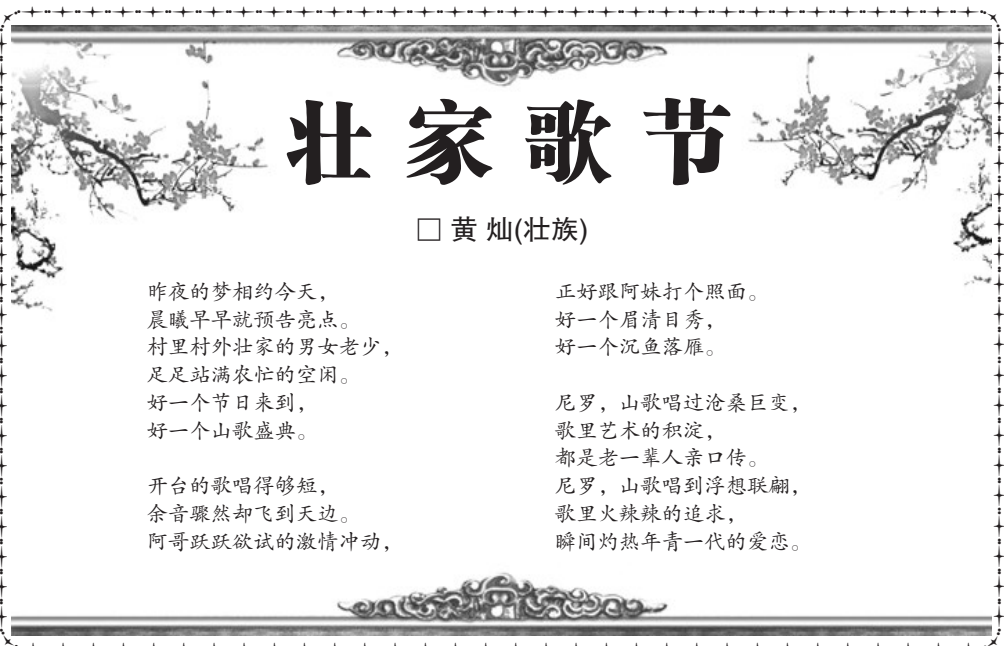 壮家歌节
□ 黄 灿(壮族)
昨夜的梦相约今天，
晨曦早早就预告亮点。
村里村外壮家的男女老少，
足足站满农忙的空闲。
好一个节日来到，
好一个山歌盛典。
开台的歌唱得够短，
余音骤然却飞到天边。
阿哥跃跃欲试的激情冲动，
正好跟阿妹打个照面。
好一个眉清目秀，
好一个沉鱼落雁。
尼罗，山歌唱过沧桑巨变，
歌里艺术的积淀，
都是老一辈人亲口传。
尼罗，山歌唱到浮想联翩，
歌里火辣辣的追求，
瞬间灼热年青一代的爱恋。